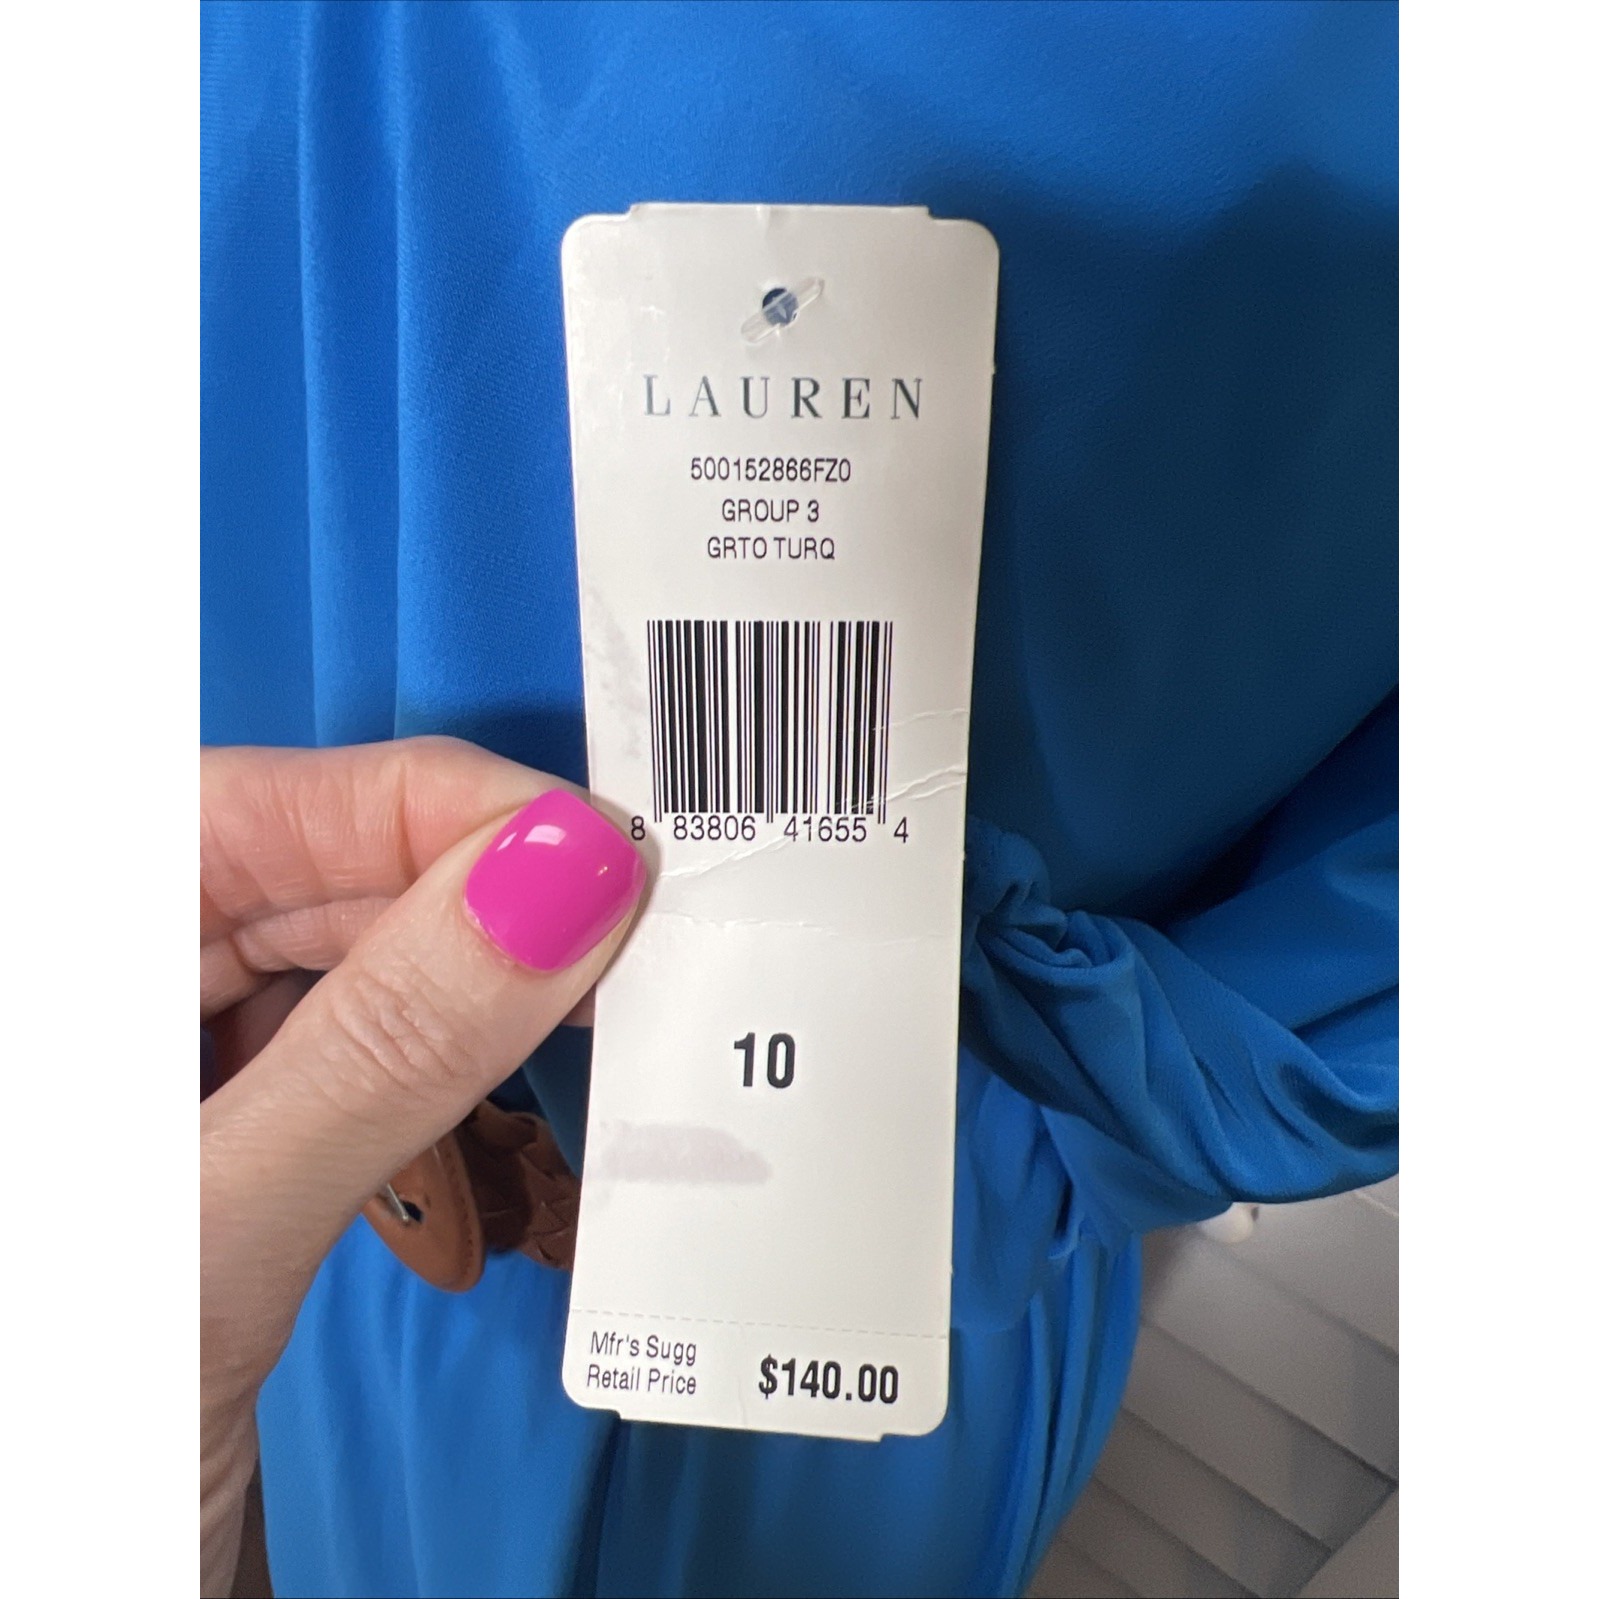 LAUREN
500152866FZ0
GROUP 3
GRTO TURQ
8 83806 41655 4
10
Mfr's Sugg
Retail Price $140.00